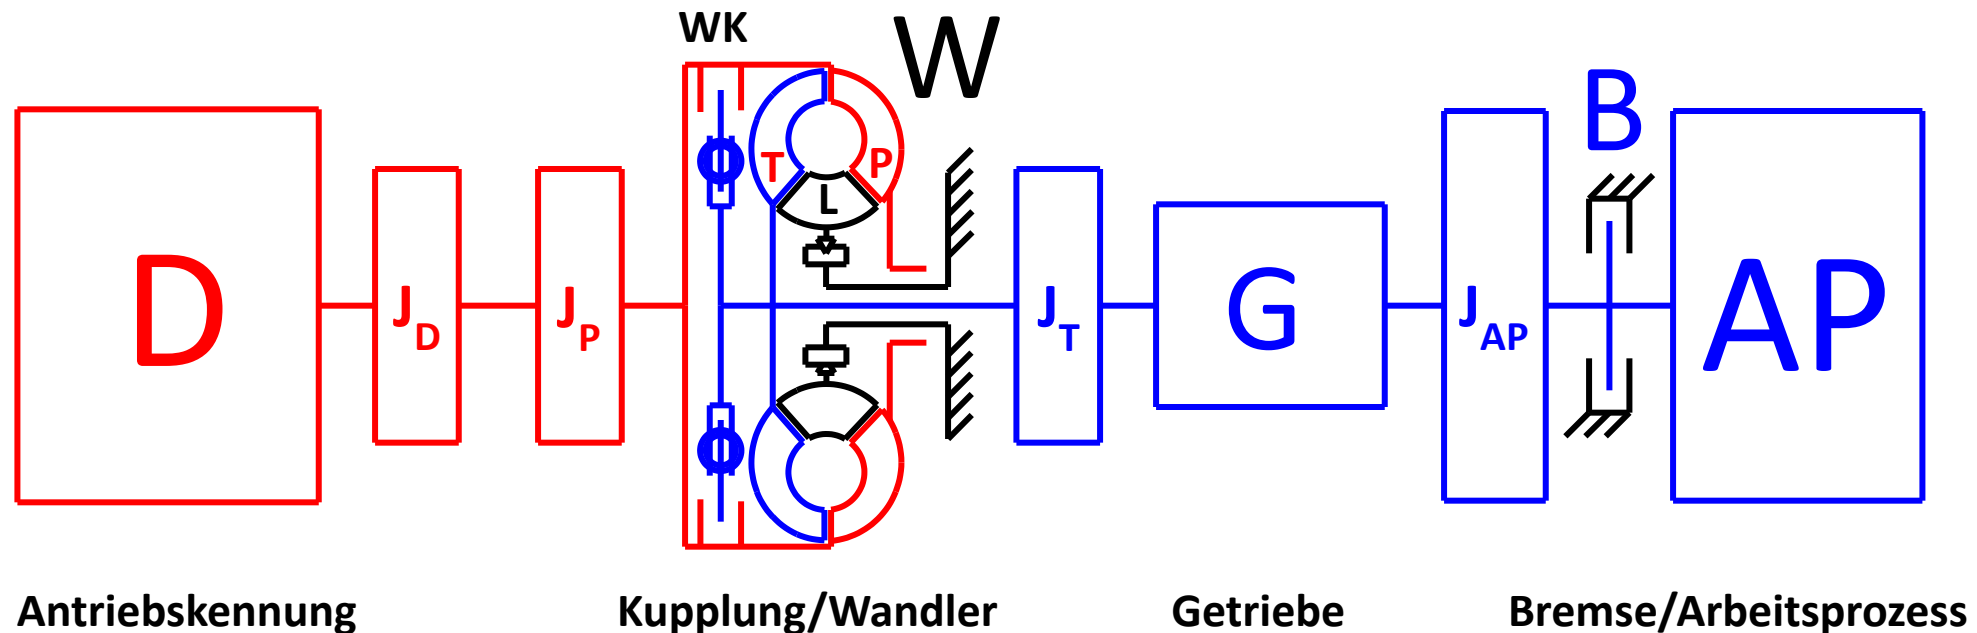 WK
W
B
T
P
L
D
J_D
J_P
J_T
G
J_AP
AP
Antriebskennung
Kupplung/Wandler
Getriebe
Bremse/Arbeitsprozess